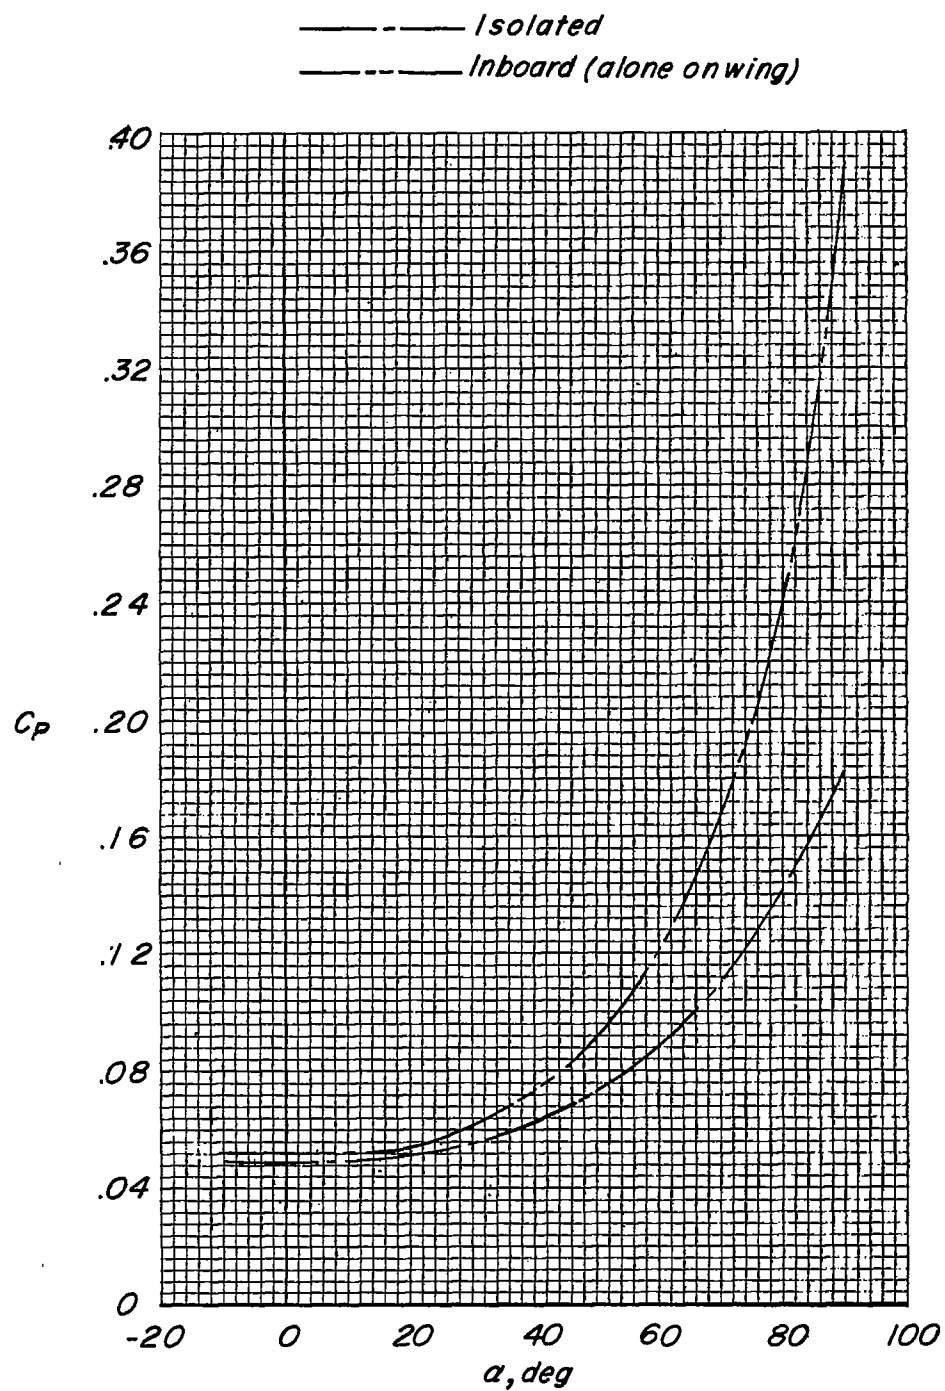 Isolated
Inboard (alone on wing)
.40
.36
.32
.28
.24
Cp .20
.16
.12
.08
.04
0
-20 0 20 40 60 80 100
α, deg